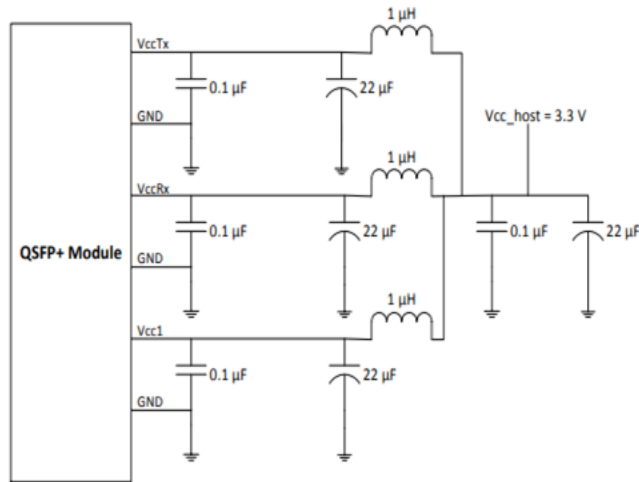 1 µH
VccTx
0.1 µF
22 µF
GND
Vcc_host = 3.3 V
1 µH
VccRx
QSFP+ Module
0.1 µF
22 µF
0.1 µF
22 µF
GND
1 µH
Vcc1
0.1 µF
22 µF
GND